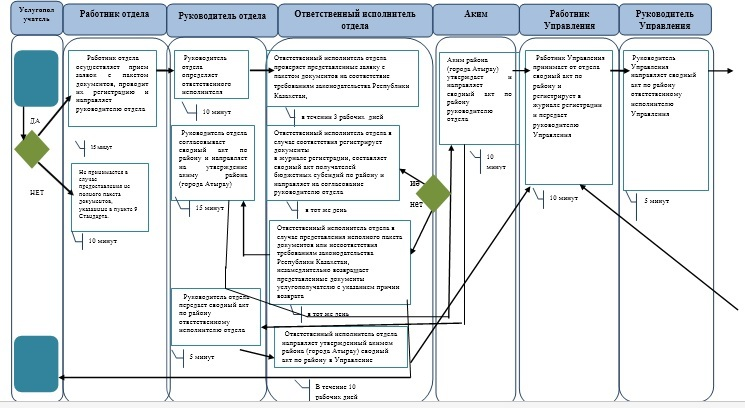 Услугопол
учатель
Работник отдела
Руководитель отдела
Ответственный исполнитель
отдела
Аким
Работник
Управления
Руководитель
Управления
ДА
НЕТ
Работник отдела
осуществляет прием
заявок с пакетом
документов, проводит
их регистрацию и
направляет
руководителю отдела
15 минут
Не принимается в
случае
предоставления не
полного пакета
документов,
указанные в пункте 9
Стандарта.
10 минут
Руководитель
отдела
определяет
ответственного
исполнителя
10 минут
Руководитель отдела
согласовывает
сводный акт по
району и направляет
на утверждение
акиму района
(города Атырау)
15 минут
Руководитель отдела
передает сводный акт
по району
ответственному
исполнителю отдела
5 минут
Ответственный исполнитель отдела
проверяет представленные заявку с
пакетом документов на соответствие
требованиям законодательства Республики
Казахстан,
в течении 3 рабочих дней
Ответственный исполнитель отдела в
случае соответствия регистрирует
документы
в журнале регистрации, составляет
сводный акт получателей
бюджетных субсидий по району и
направляет на согласование
руководителю отдела
в тот же день
Ответственный исполнитель отдела в
случае представления неполного пакета
документов или несоответствия
требованиям законодательства
Республики Казахстан,
незамедлительно возвращает
представленные документы
услугополучателю с указанием причин
возврата
в тот же день
Ответственный исполнитель отдела
направляет утвержденный акимом
района (города Атырау) сводный
акт по району в Управление
В течение 10
рабочих дней
нет
Аким района
(города Атырау)
утверждает и
направляет
сводный акт по
району
руководителю
отдела
10
минут
Работник Управления
принимает от отдела
сводный акт по
району и
регистрирует в
журнале регистрации
и передает
руководителю
Управления
10 минут
Руководитель
Управления
направляет сводный
акт по району
ответственному
исполнителю
Управления
5 минут